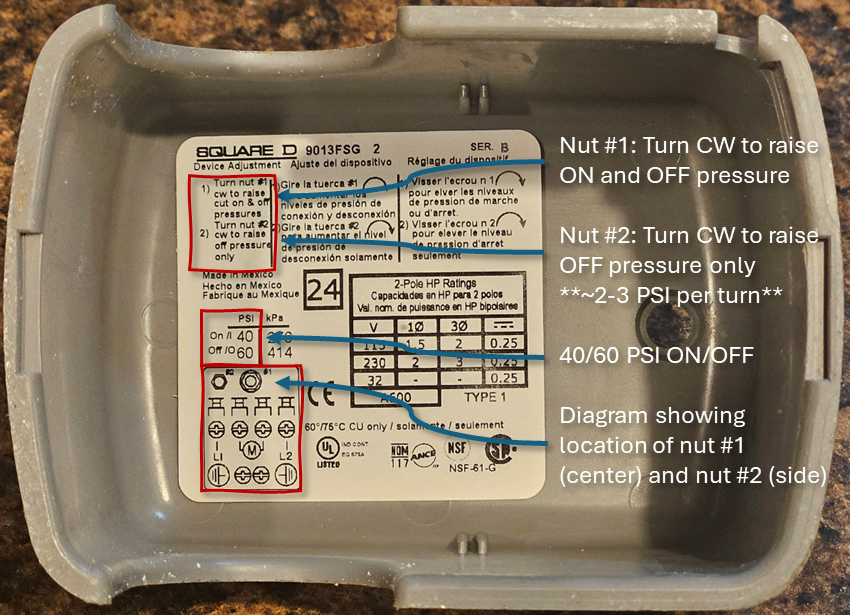 SQUARE D 9013FSG 2 SER. B
Device Adjustment Ajuste del dispositivo Réglage du dispositif
1) Turn nut #1
cw to raise
cut on & off
pressures
2) Turn nut #2
cw to raise
off pressure
only
Gire la tuerca #1
para aumentar los
niveles de presión de
conexión y desconexión
2) Gire la tuerca #2
para aumentar el nivel
de presión de
desconexión solamente
Visser l'ecrou n 1
pour elver les niveaux
de pression de marche
ou d'arret.
2) Visser l'ecrou n 2
pour elever le niveau
de pression d'arret
seulement
Made in Mexico
Hecho en Mexico
Fabrique au Mexique
24
PSI kPa
On /I 40
Off /O 60 414
#2 #1
L1 M L2
2-Pole HP Ratings
Capacidades en HP para 2 polos
Val. nom. de puissance en HP bipolaires
V 1Ø 3Ø
115 1.5 2 0.25
230 2 3 0.25
32 - - 0.25
A600 TYPE 1
CE
60°/75°C CU only / solamente / seulement
UL
LISTED
IND CONT
EQ
NOM
117
ANCE
NSF
NSF-61-G
Nut #1: Turn CW to raise
ON and OFF pressure
Nut #2: Turn CW to raise
OFF pressure only
**~2-3 PSI per turn**
40/60 PSI ON/OFF
Diagram showing
location of nut #1
(center) and nut #2 (side)